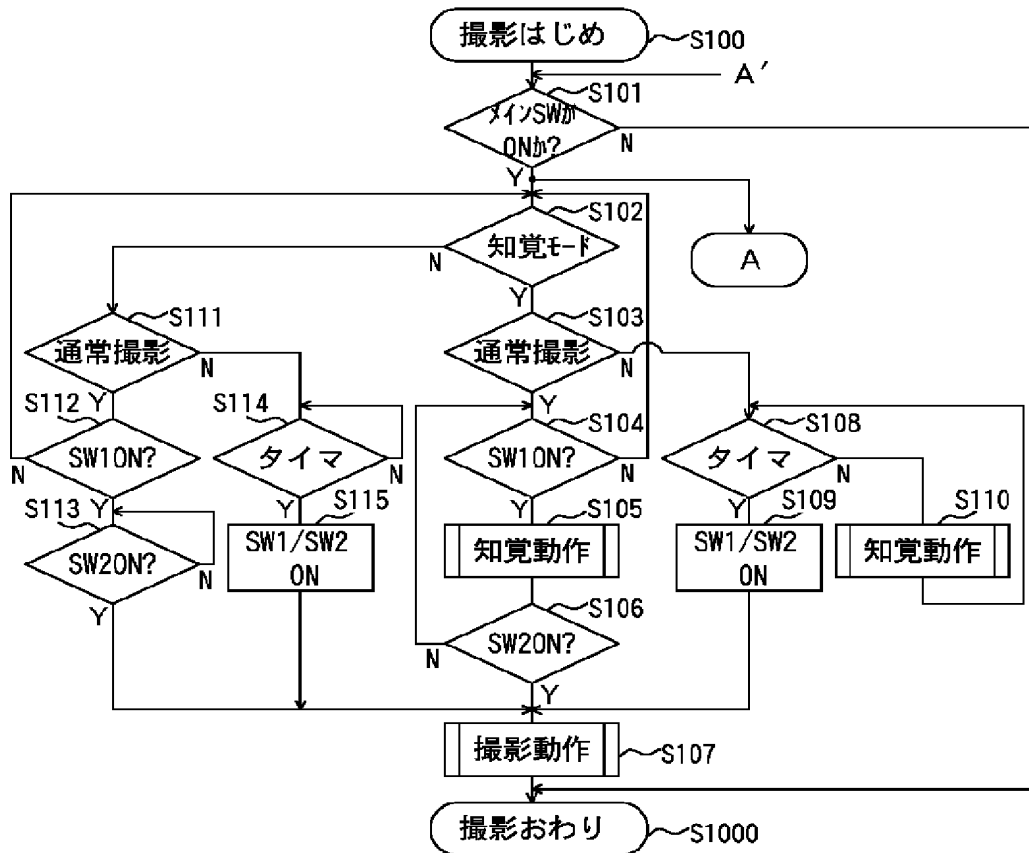 撮影はじめ
S100
A′
S101
メインSWが
ONか?
N
Y
S102
知覚モード
N
A
Y
S111
S103
通常撮影
N
通常撮影
N
Y
Y
S112
S114
S104
S108
SW1ON?
N
Y
タイマ
N
Y
SW1ON?
N
Y
タイマ
N
Y
S113
S115
S105
S109
S110
SW2ON?
N
Y
SW1/SW2
ON
知覚動作
SW1/SW2
ON
知覚動作
S106
SW2ON?
N
Y
撮影動作
S107
撮影おわり
S1000